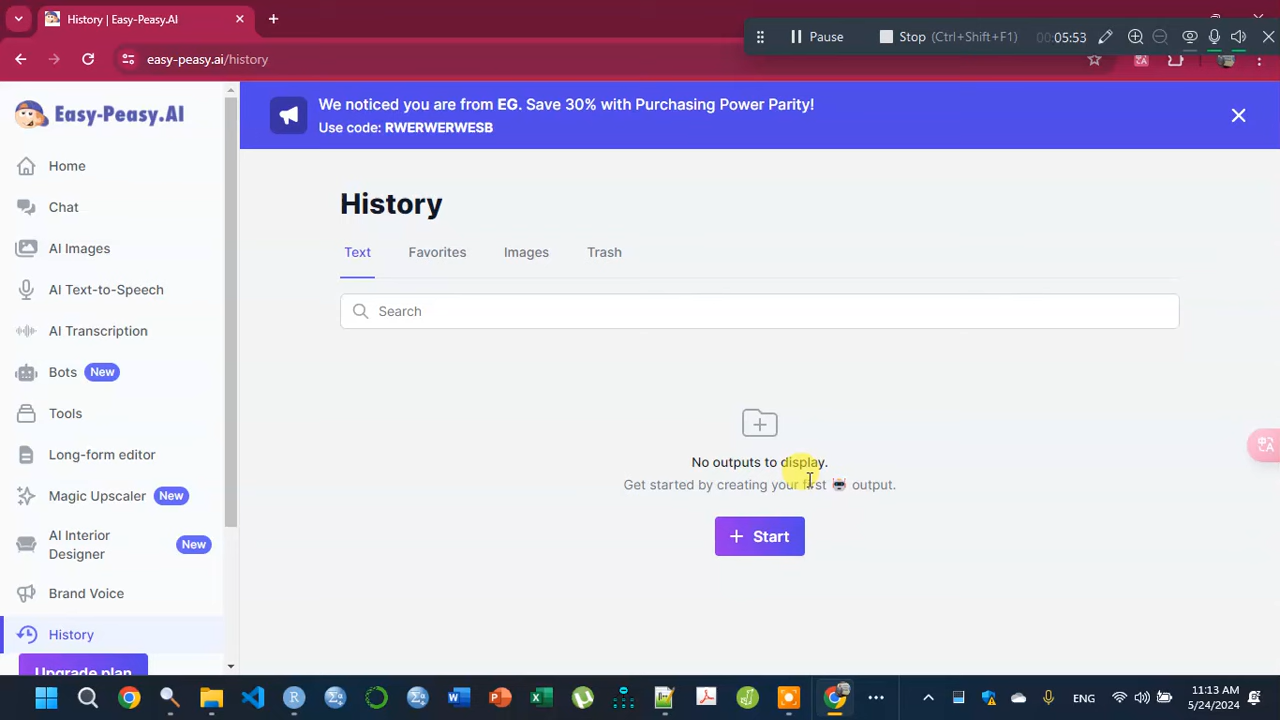 History | Easy-Peasy.AI
Pause
Stop (Ctrl+Shift+F1)
00:05:53
easy-peasy.ai/history
Easy-Peasy.AI
Home
Chat
AI Images
AI Text-to-Speech
AI Transcription
Bots New
Tools
Long-form editor
Magic Upscaler New
AI Interior
Designer
New
Brand Voice
History
Upgrade plan
We noticed you are from EG. Save 30% with Purchasing Power Parity!
Use code: RWERWERWESB
History
Text Favorites Images Trash
Search
No outputs to display.
Get started by creating your first output.
+ Start
ENG
11:13 AM
5/24/2024